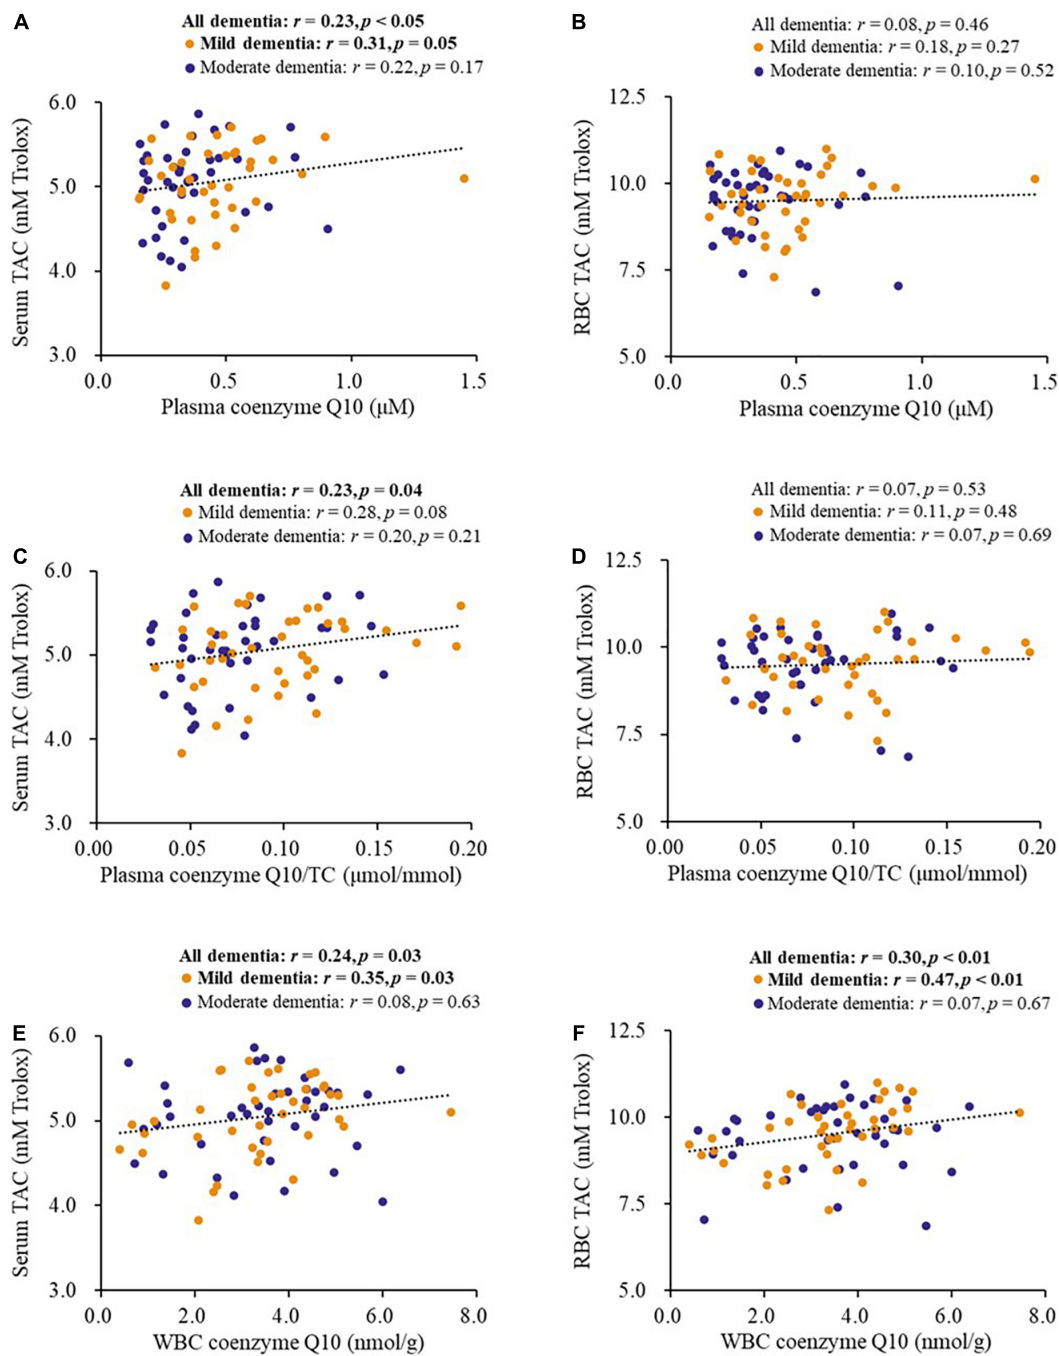 A
All dementia: r = 0.23, p < 0.05
Mild dementia: r = 0.31, p = 0.05
Moderate dementia: r = 0.22, p = 0.17
Serum TAC (mM Trolox)
6.0
5.0
4.0
3.0
0.0 0.5 1.0 1.5
Plasma coenzyme Q10 (μM)
B
All dementia: r = 0.08, p = 0.46
Mild dementia: r = 0.18, p = 0.27
Moderate dementia: r = 0.10, p = 0.52
RBC TAC (mM Trolox)
12.5
10.0
7.5
5.0
0.0 0.5 1.0 1.5
Plasma coenzyme Q10 (μM)
C
All dementia: r = 0.23, p = 0.04
Mild dementia: r = 0.28, p = 0.08
Moderate dementia: r = 0.20, p = 0.21
Serum TAC (mM Trolox)
6.0
5.0
4.0
3.0
0.00 0.05 0.10 0.15 0.20
Plasma coenzyme Q10/TC (μmol/mmol)
D
All dementia: r = 0.07, p = 0.53
Mild dementia: r = 0.11, p = 0.48
Moderate dementia: r = 0.07, p = 0.69
RBC TAC (mM Trolox)
12.5
10.0
7.5
5.0
0.00 0.05 0.10 0.15 0.20
Plasma coenzyme Q10/TC (μmol/mmol)
E
All dementia: r = 0.24, p = 0.03
Mild dementia: r = 0.35, p = 0.03
Moderate dementia: r = 0.08, p = 0.63
Serum TAC (mM Trolox)
6.0
5.0
4.0
3.0
0.0 2.0 4.0 6.0 8.0
WBC coenzyme Q10 (nmol/g)
F
All dementia: r = 0.30, p < 0.01
Mild dementia: r = 0.47, p < 0.01
Moderate dementia: r = 0.07, p = 0.67
RBC TAC (mM Trolox)
12.5
10.0
7.5
5.0
0.0 2.0 4.0 6.0 8.0
WBC coenzyme Q10 (nmol/g)